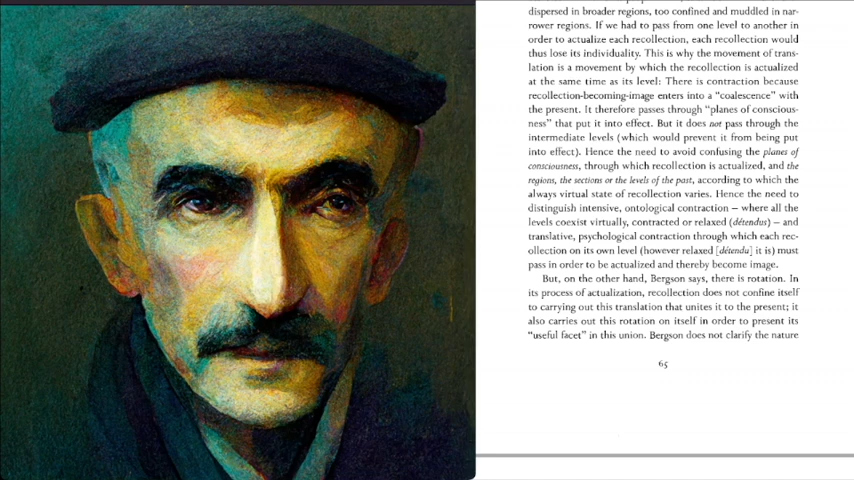 dispersed in broader regions, too confined and muddled in nar-
rower regions. If we had to pass from one level to another in
order to actualize each recollection, each recollection would
thus lose its individuality. This is why the movement of trans-
lation is a movement by which the recollection is actualized
at the same time as its level: There is contraction because
recollection-becoming-image enters into a “coalescence” with
the present. It therefore passes through “planes of conscious-
ness” that put it into effect. But it does not pass through the
intermediate levels (which would prevent it from being put
into effect). Hence the need to avoid confusing the planes of
consciousness, through which recollection is actualized, and the
regions, the sections or the levels of the past, according to which the
always virtual state of recollection varies. Hence the need to
distinguish intensive, ontological contraction – where all the
levels coexist virtually, contracted or relaxed (détendus) – and
translative, psychological contraction through which each rec-
ollection on its own level (however relaxed [détendu] it is) must
pass in order to be actualized and thereby become image.
But, on the other hand, Bergson says, there is rotation. In
its process of actualization, recollection does not confine itself
to carrying out this translation that unites it to the present; it
also carries out this rotation on itself in order to present its
“useful facet” in this union. Bergson does not clarify the nature
65